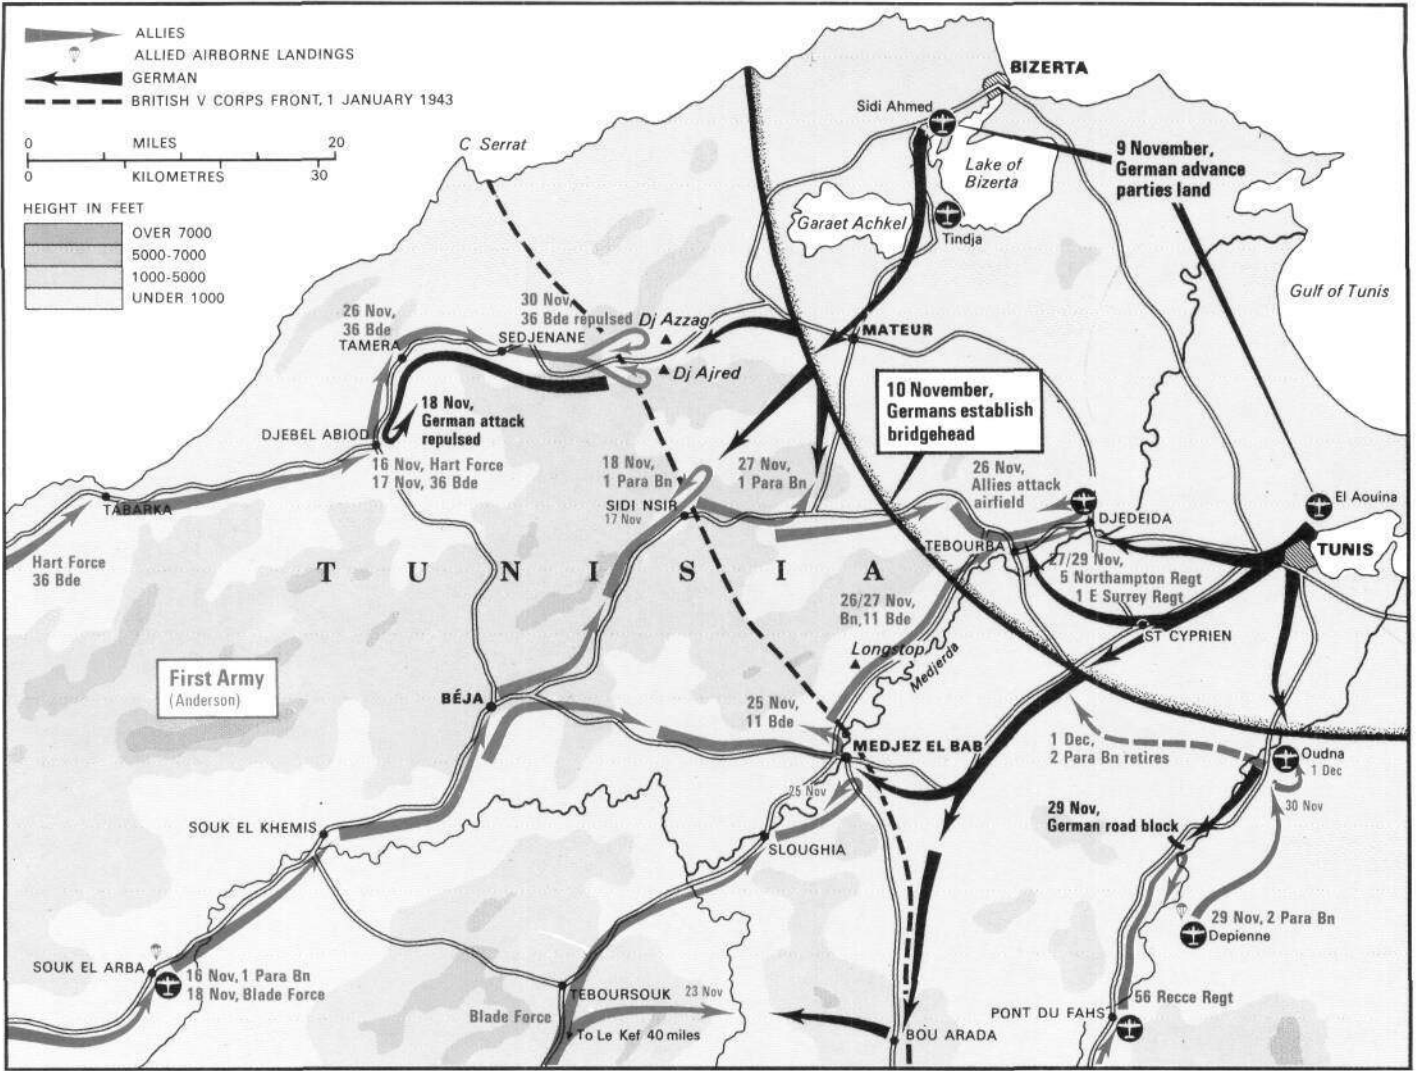 ALLIES
ALLIED AIRBORNE LANDINGS
GERMAN
BRITISH V CORPS FRONT, 1 JANUARY 1943
0 MILES 20
0 KILOMETRES 30
HEIGHT IN FEET
OVER 7000
5000-7000
1000-5000
UNDER 1000
C Serrat
BIZERTA
Sidi Ahmed
Lake of
Bizerta
Garaet Achkel
Tindja
9 November,
German advance
parties land
Gulf of Tunis
26 Nov,
36 Bde
TAMERA
30 Nov,
36 Bde repulsed
SEDJENANE
Dj Azzag
Dj Ajred
MATEUR
10 November,
Germans establish
bridgehead
18 Nov,
German attack
repulsed
DJEBEL ABIOD
16 Nov, Hart Force
17 Nov, 36 Bde
18 Nov,
1 Para Bn
SIDI NSIR
17 Nov
27 Nov,
1 Para Bn
26 Nov,
Allies attack
airfield
DJEDEIDA
El Aouina
TUNIS
TABARKA
Hart Force
36 Bde
TUNISIA
TEBOURBA
27/29 Nov,
5 Northampton Regt
1 E Surrey Regt
ST CYPRIEN
26/27 Nov,
Bn, 11 Bde
Longstop
Medjerda
First Army
(Anderson)
BÉJA
25 Nov,
11 Bde
MEDJEZ EL BAB
25 Nov
1 Dec,
2 Para Bn retires
Oudna
1 Dec
30 Nov
29 Nov,
German road block
SOUK EL KHEMIS
SLOUGHIA
29 Nov, 2 Para Bn
Depienne
SOUK EL ARBA
16 Nov, 1 Para Bn
18 Nov, Blade Force
TEBOURSOUK
23 Nov
Blade Force
To Le Kef 40 miles
BOU ARADA
PONT DU FAHS
56 Recce Regt